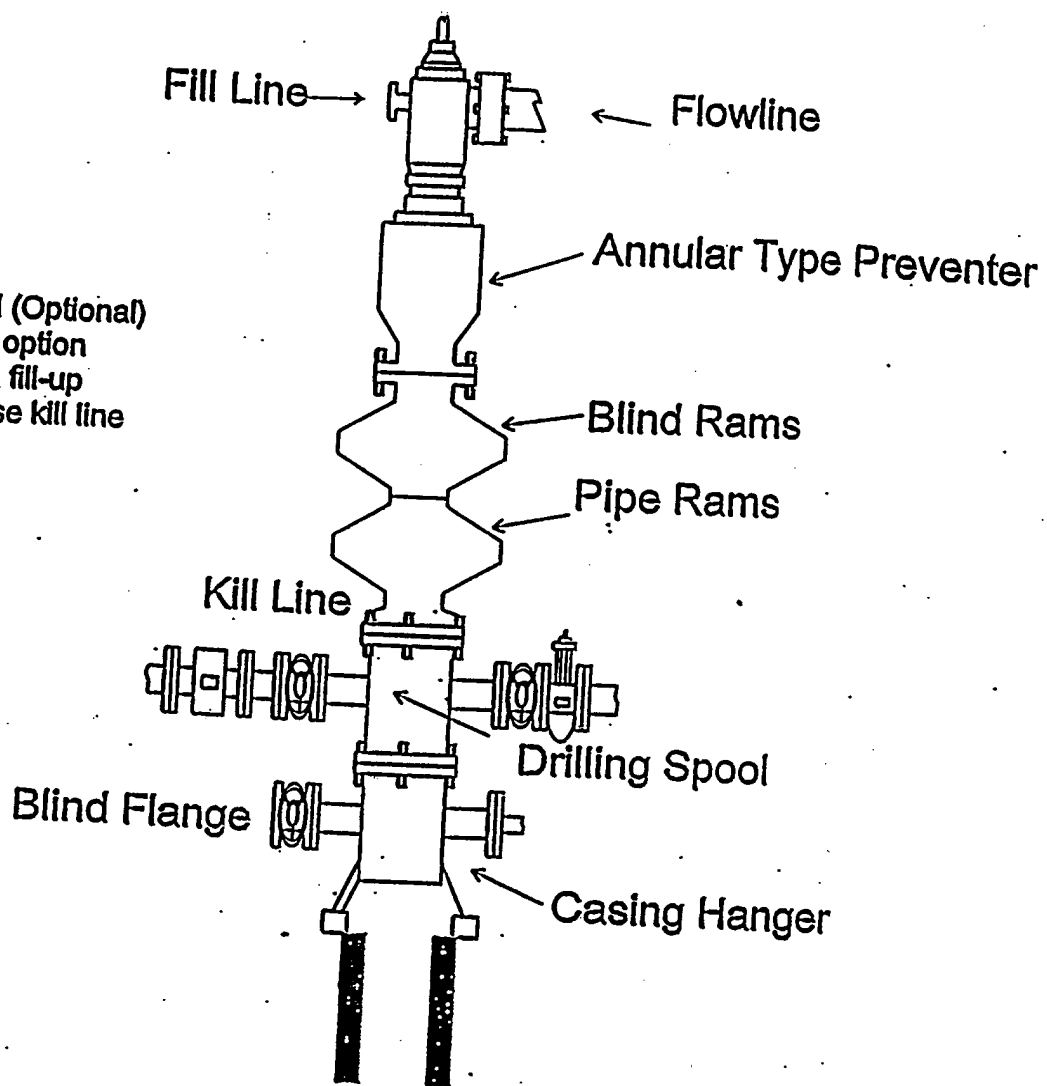 Fill Line
Flowline
Annular Type Preventer
(Optional)
option
fill-up
kill line
Blind Rams
Pipe Rams
Kill Line
Drilling Spool
Blind Flange
Casing Hanger